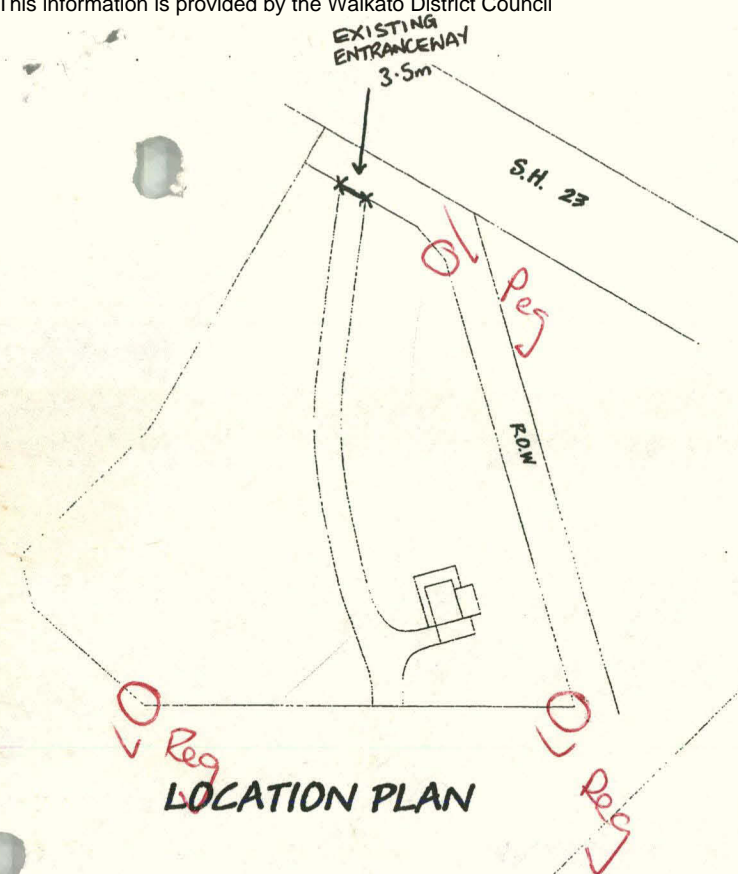 This information is provided by the Waikato District Council
EXISTING
ENTRANCEWAY
3.5m
S.H. 23
Peg
R.O.W
Peg
LOCATION PLAN
Peg